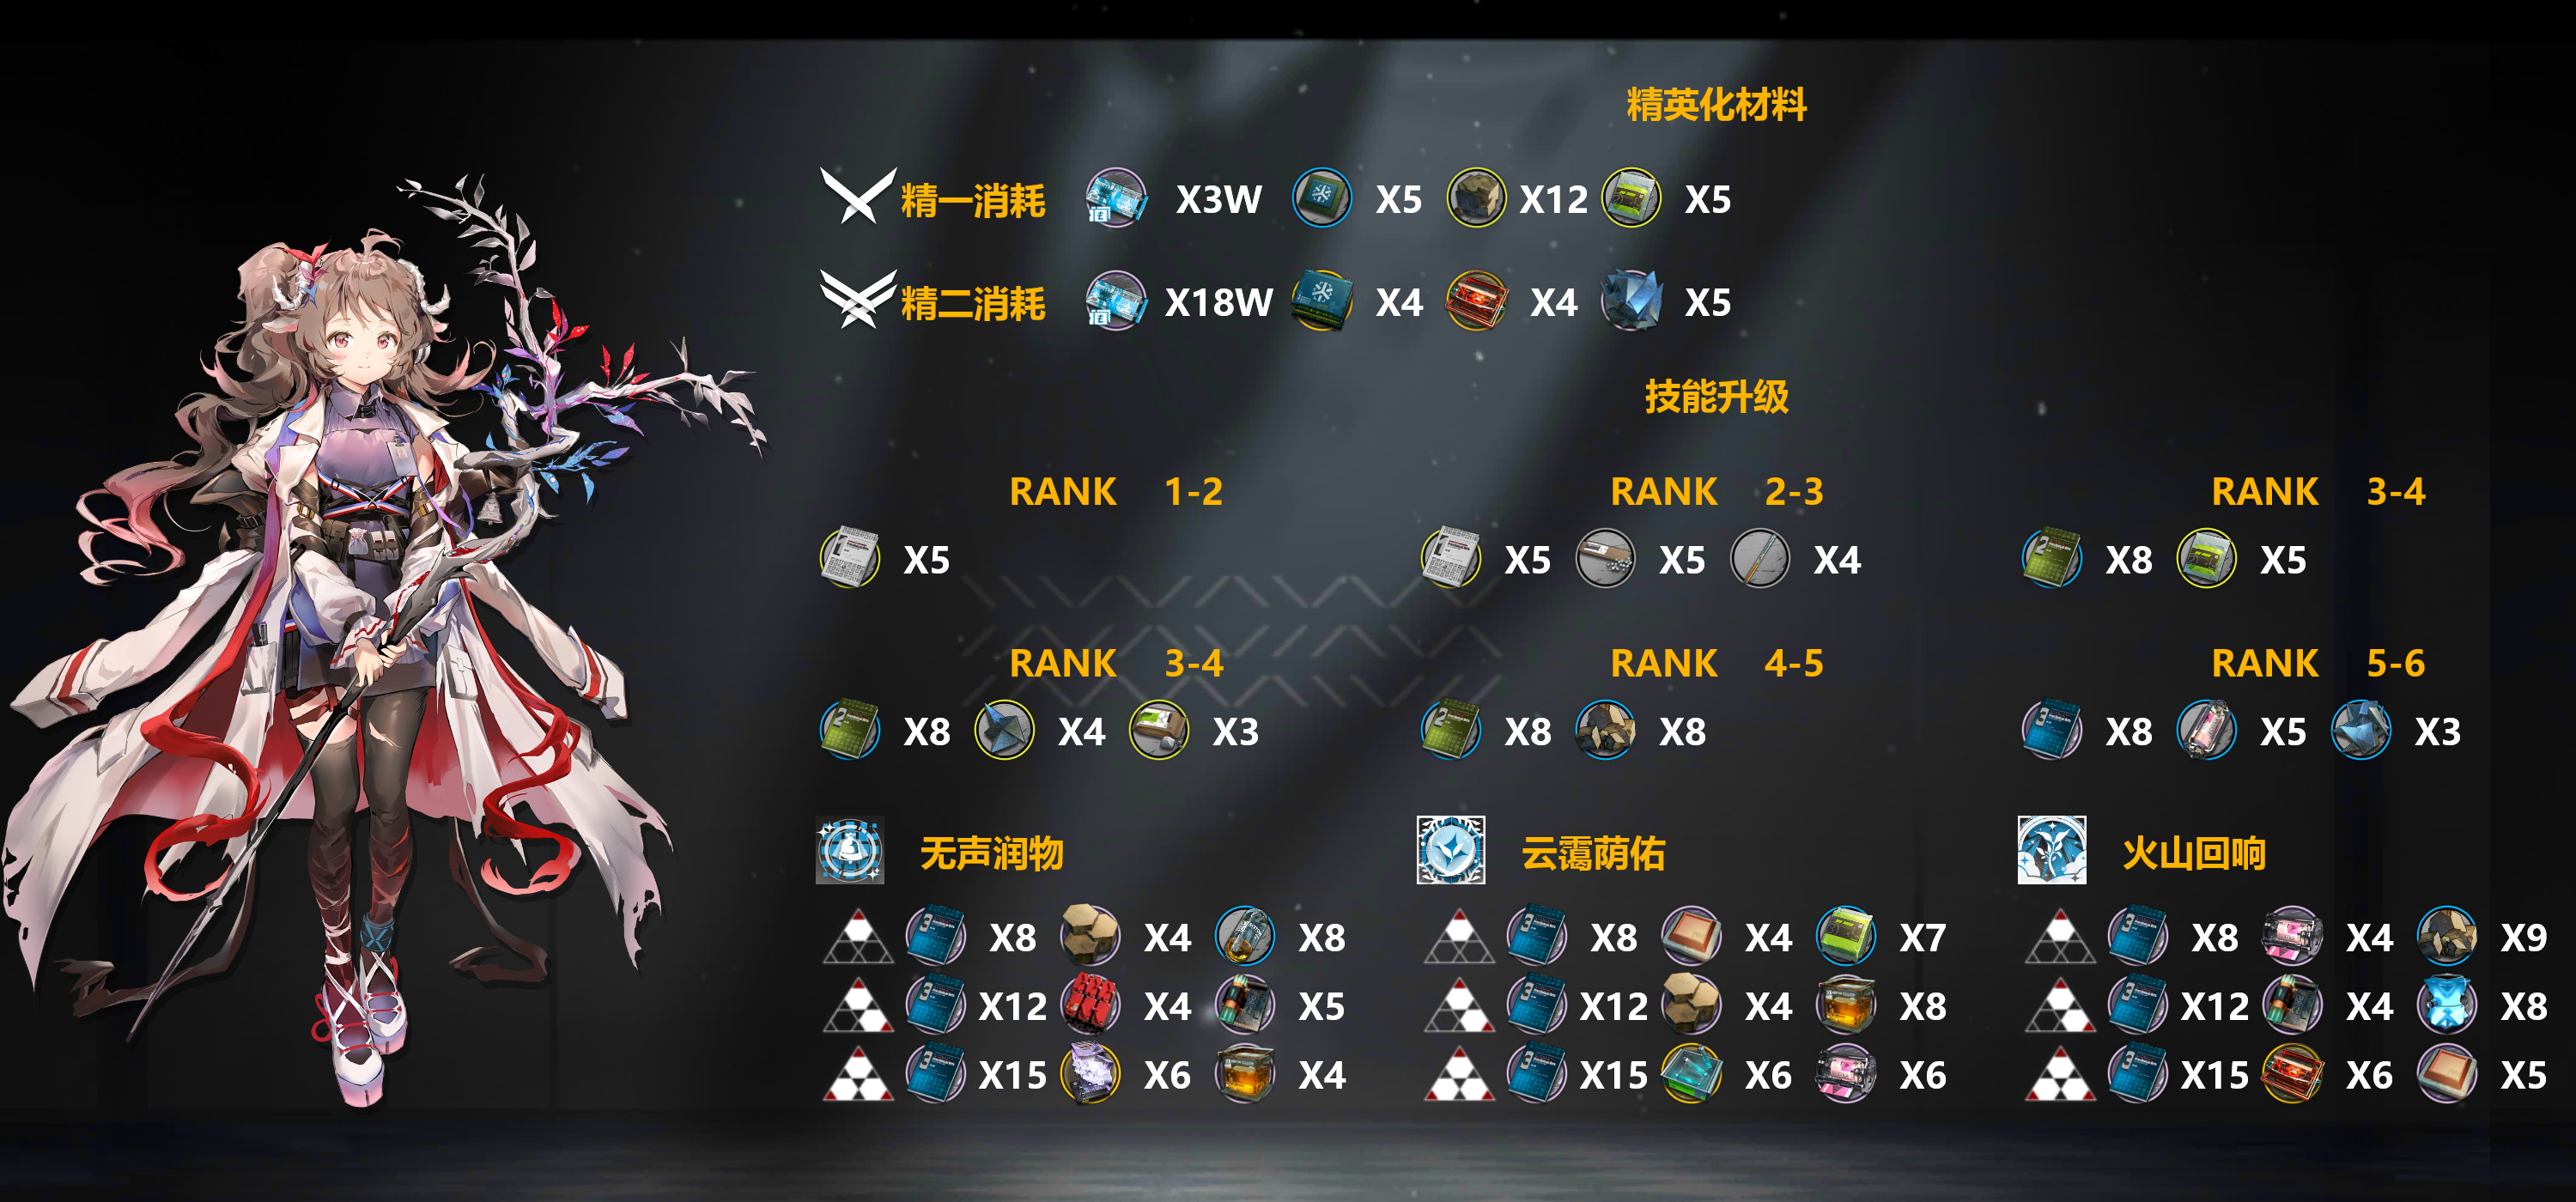 精英化材料
精一消耗 X3W X5 X12 X5
精二消耗 X18W X4 X4 X5
技能升级
RANK 1-2 RANK 2-3 RANK 3-4
X5 X5 X5 X4 X8 X5
RANK 3-4 RANK 4-5 RANK 5-6
X8 X4 X3 X8 X8 X8 X5 X3
无声润物 云霭荫佑 火山回响
X8 X4 X8 X8 X4 X7 X8 X4 X9
X12 X4 X5 X12 X4 X8 X12 X4 X8
X15 X6 X4 X15 X6 X6 X15 X6 X5